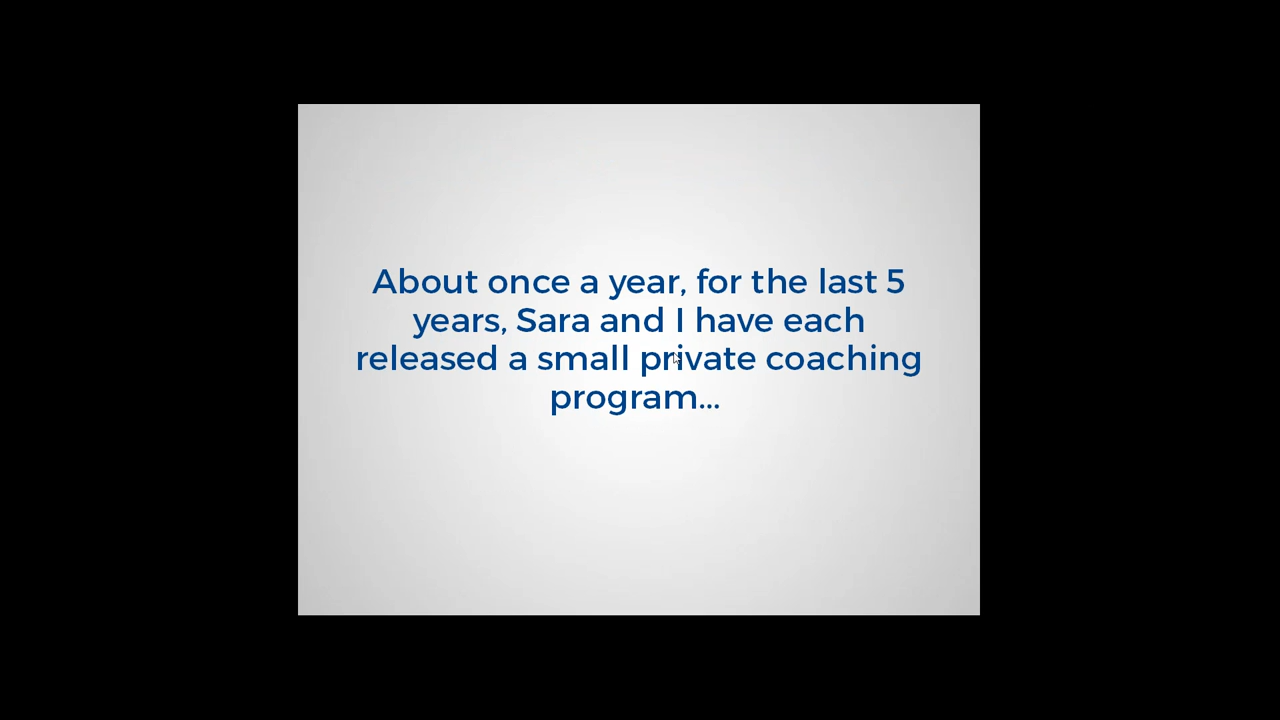 About once a year, for the last 5
years, Sara and I have each
released a small private coaching
program...